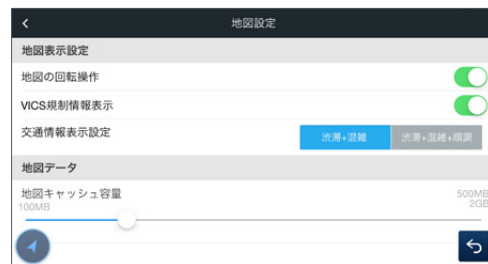 地図設定
地図表示設定
地図の回転操作
VICS規制情報表示
交通情報表示設定 渋滞+混雑 渋滞+混雑+順調
地図データ
地図キャッシュ容量 500MB
100MB 2GB